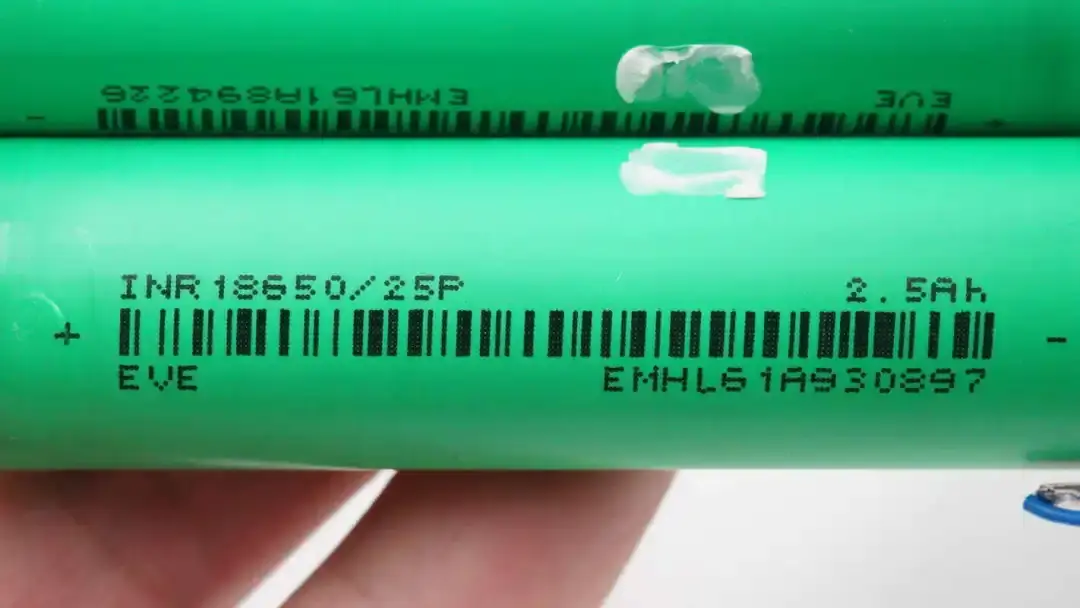 EMHL61A894226 EVE
INR18650/25P 2.5Ah
+ -
EVE EMHL61A930897